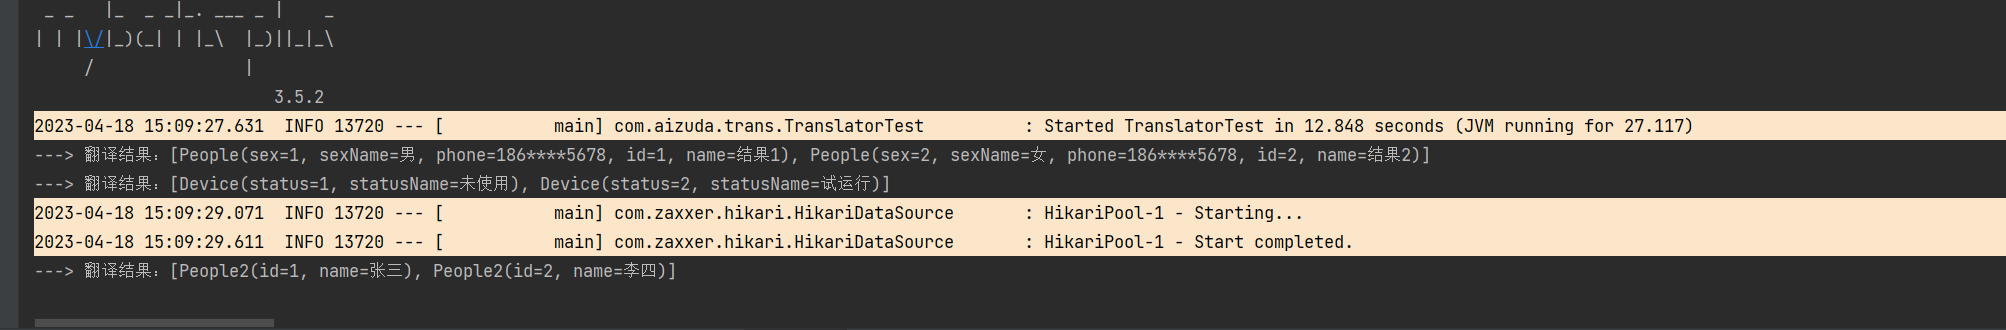 _ _   |_  _ _|_. ___ _ |    _
| | |\/|_)(_| | |_\  |_)||_|_\
     /               |
                        3.5.2
2023-04-18 15:09:27.631  INFO 13720 --- [           main] com.aizuda.trans.TranslatorTest          : Started TranslatorTest in 12.848 seconds (JVM running for 27.117)
---> 翻译结果：[People(sex=1, sexName=男, phone=186****5678, id=1, name=结果1), People(sex=2, sexName=女, phone=186****5678, id=2, name=结果2)]
---> 翻译结果：[Device(status=1, statusName=未使用), Device(status=2, statusName=试运行)]
2023-04-18 15:09:29.071  INFO 13720 --- [           main] com.zaxxer.hikari.HikariDataSource       : HikariPool-1 - Starting...
2023-04-18 15:09:29.611  INFO 13720 --- [           main] com.zaxxer.hikari.HikariDataSource       : HikariPool-1 - Start completed.
---> 翻译结果：[People2(id=1, name=张三), People2(id=2, name=李四)]